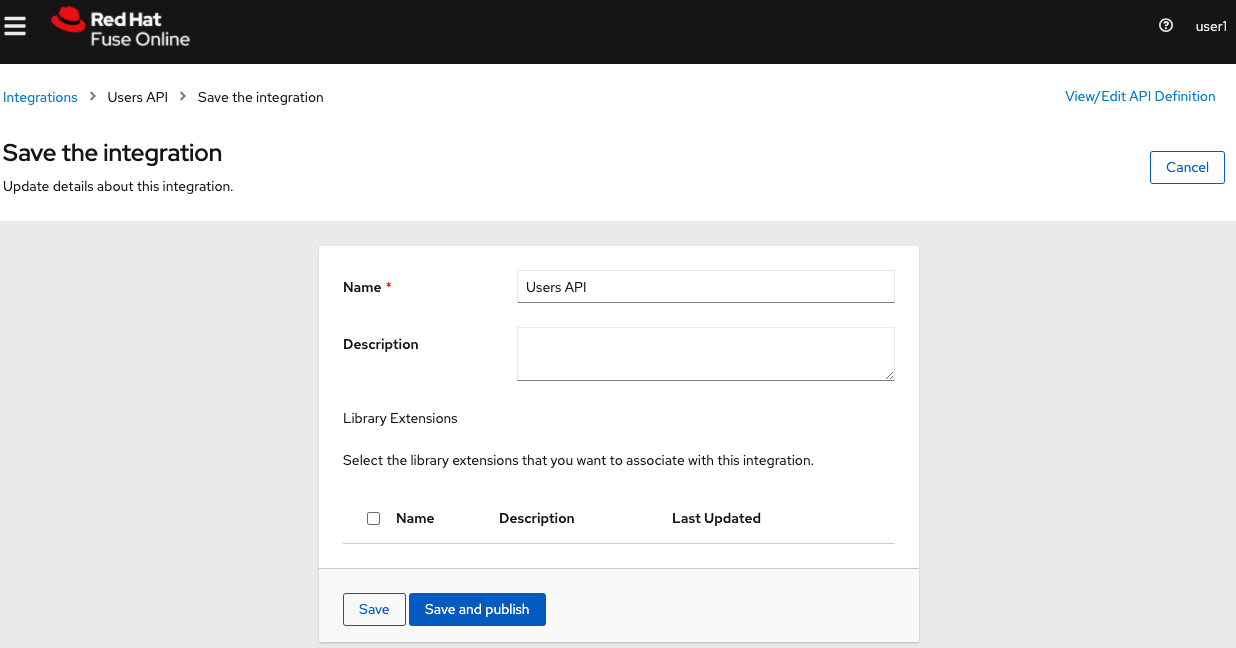 Red Hat
Fuse Online
user1
Integrations > Users API > Save the integration
View/Edit API Definition
Save the integration
Update details about this integration.
Cancel
Name *
Users API
Description
Library Extensions
Select the library extensions that you want to associate with this integration.
Name Description Last Updated
Save Save and publish